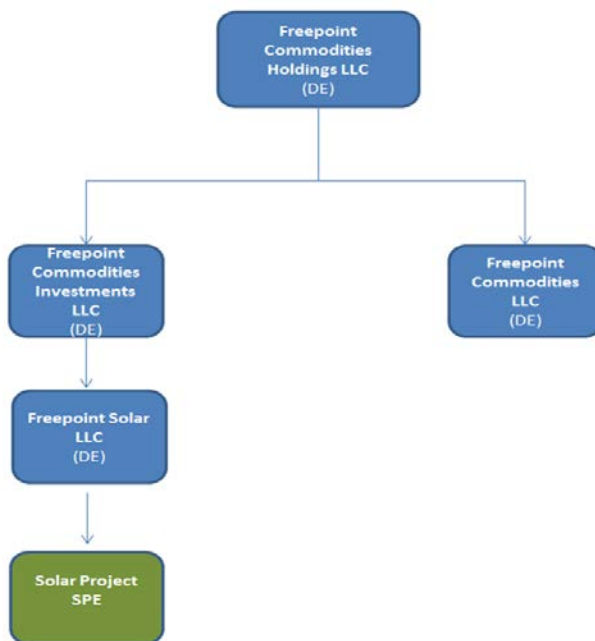 Freepoint
Commodities
Holdings LLC
(DE)
Freepoint
Commodities
Investments
LLC
(DE)
Freepoint
Commodities
LLC
(DE)
Freepoint Solar
LLC
(DE)
Solar Project
SPE